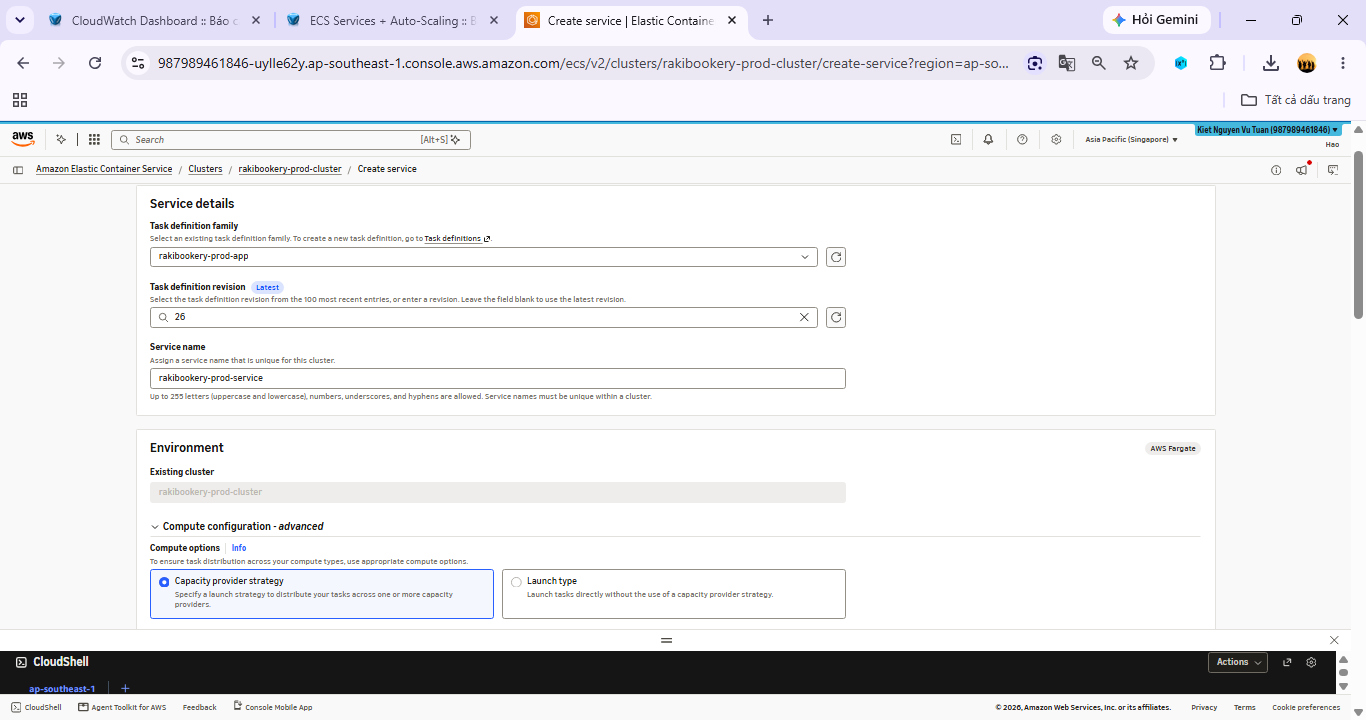 CloudWatch Dashboard :: Báo c
ECS Services + Auto-Scaling :: B
Create service | Elastic Containe
Hỏi Gemini
987989461846-uylle62y.ap-southeast-1.console.aws.amazon.com/ecs/v2/clusters/rakibookery-prod-cluster/create-service?region=ap-so...
Tất cả dấu trang
aws
Search
[Alt+S]
Asia Pacific (Singapore)
Kiet Nguyen Vu Tuan (987989461846)
Hao
Amazon Elastic Container Service / Clusters / rakibookery-prod-cluster / Create service
Service details
Task definition family
Select an existing task definition family. To create a new task definition, go to Task definitions.
rakibookery-prod-app
Task definition revision Latest
Select the task definition revision from the 100 most recent entries, or enter a revision. Leave the field blank to use the latest revision.
26
Service name
Assign a service name that is unique for this cluster.
rakibookery-prod-service
Up to 255 letters (uppercase and lowercase), numbers, underscores, and hyphens are allowed. Service names must be unique within a cluster.
Environment
AWS Fargate
Existing cluster
rakibookery-prod-cluster
Compute configuration - advanced
Compute options Info
To ensure task distribution across your compute types, use appropriate compute options.
Capacity provider strategy
Specify a launch strategy to distribute your tasks across one or more capacity
providers.
Launch type
Launch tasks directly without the use of a capacity provider strategy.
CloudShell
Actions
ap-southeast-1
CloudShell
Agent Toolkit for AWS
Feedback
Console Mobile App
© 2026, Amazon Web Services, Inc. or its affiliates.
Privacy
Terms
Cookie preferences